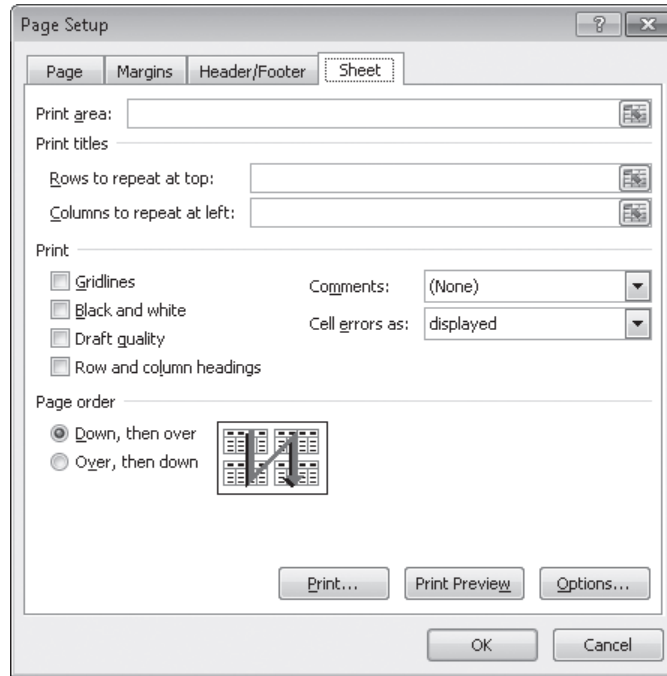 Page Setup
Page Margins Header/Footer Sheet
Print area:
Print titles
Rows to repeat at top:
Columns to repeat at left:
Print
Gridlines
Comments: (None)
Black and white
Cell errors as: displayed
Draft quality
Row and column headings
Page order
Down, then over
Over, then down
Print... Print Preview Options...
OK Cancel